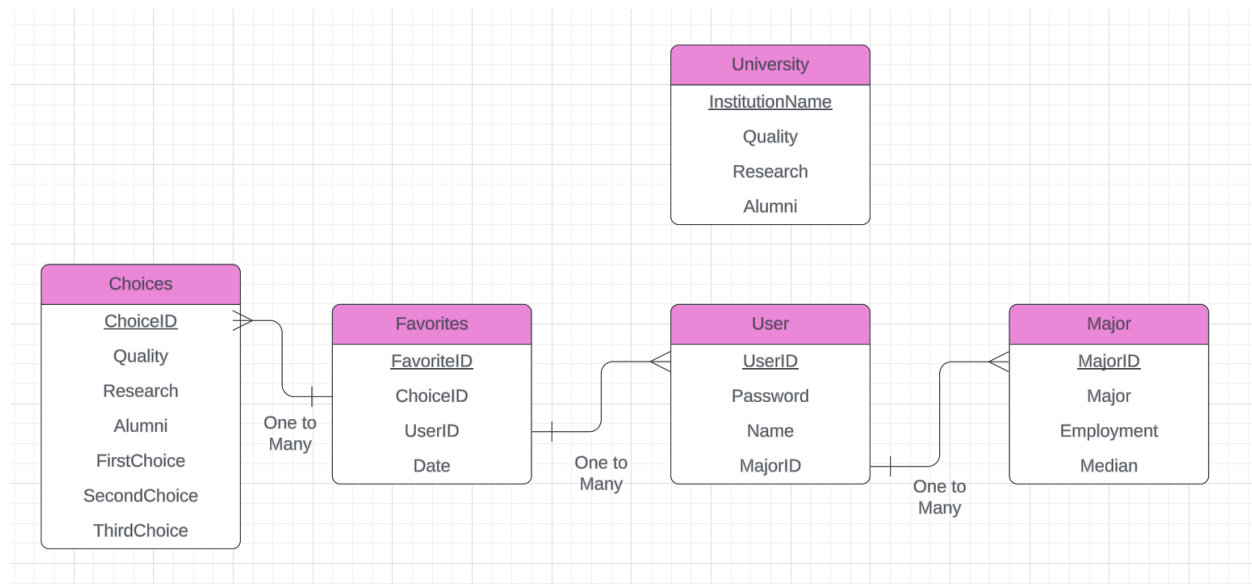 University
InstitutionName
Quality
Research
Alumni
Choices
ChoiceID
Quality
Research
Alumni
FirstChoice
SecondChoice
ThirdChoice
One to
Many
Favorites
FavoriteID
ChoiceID
UserID
Date
One to
Many
User
UserID
Password
Name
MajorID
One to
Many
Major
MajorID
Major
Employment
Median